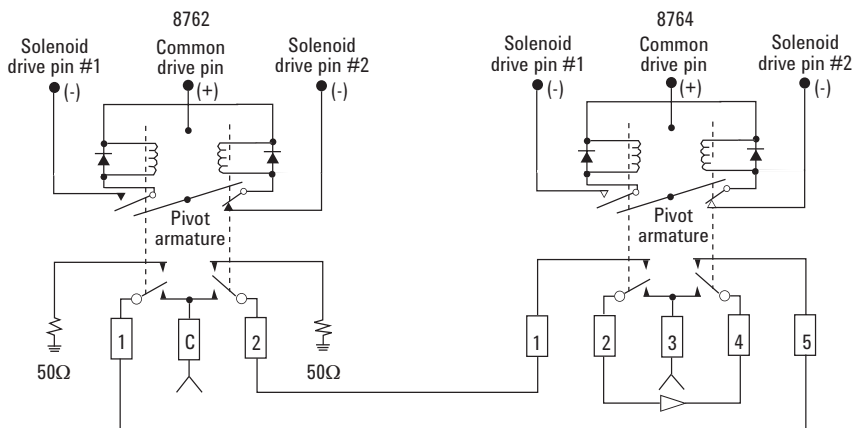 8762
Solenoid
drive pin #1
Common
drive pin
Solenoid
drive pin #2
(-)
(+)
(-)
Pivot
armature
50Ω
1
C
2
50Ω
8764
Solenoid
drive pin #1
Common
drive pin
Solenoid
drive pin #2
(-)
(+)
(-)
Pivot
armature
1
2
3
4
5